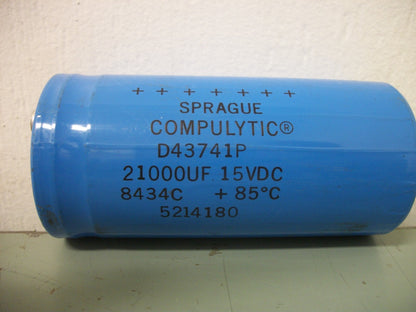 + + + + + + +
SPRAGUE
COMPULYTIC®
D43741P
21000UF 15VDC
8434C + 85°C
5214180